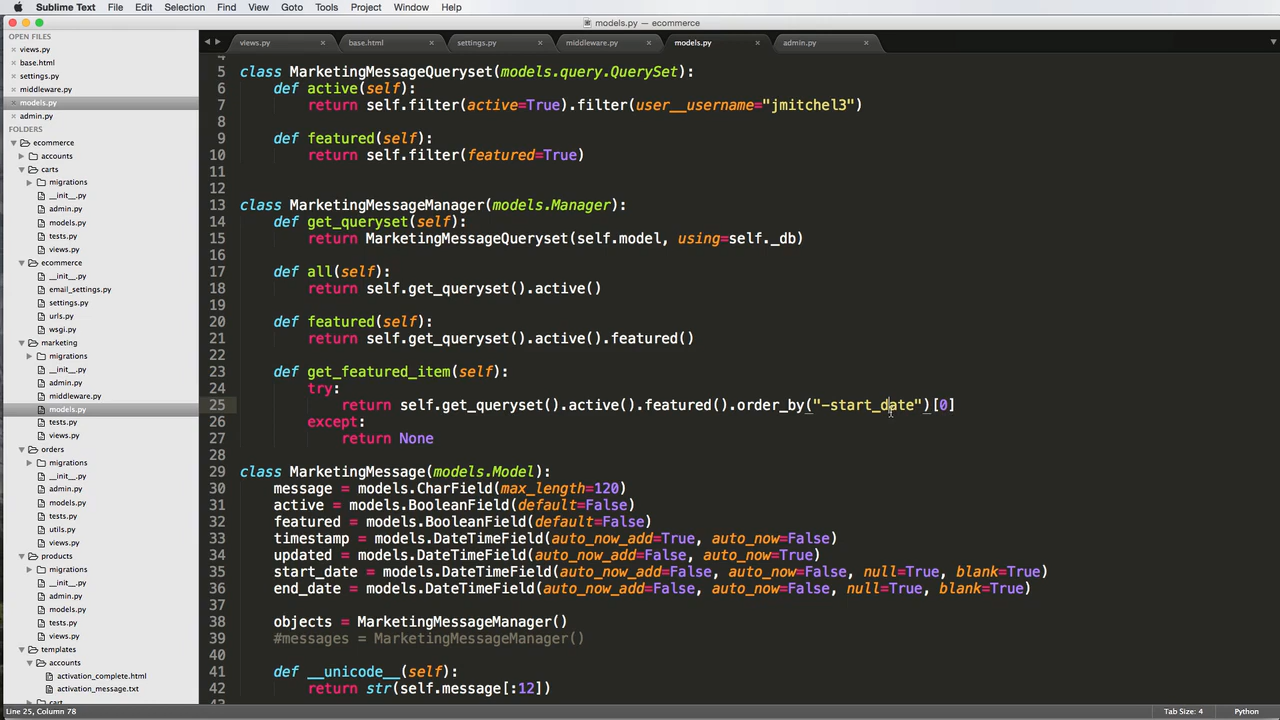 Sublime Text File Edit Selection Find View Goto Tools Project Window Help
models.py — ecommerce
OPEN FILES
views.py
base.html
settings.py
middleware.py
models.py
admin.py
FOLDERS
ecommerce
accounts
carts
migrations
__init__.py
admin.py
models.py
tests.py
views.py
ecommerce
__init__.py
email_settings.py
settings.py
urls.py
wsgi.py
marketing
migrations
__init__.py
admin.py
middleware.py
models.py
tests.py
views.py
orders
migrations
__init__.py
admin.py
models.py
tests.py
utils.py
views.py
products
migrations
__init__.py
admin.py
models.py
tests.py
views.py
templates
accounts
activation_complete.html
activation_message.txt
cart
views.py base.html settings.py middleware.py models.py admin.py
4
5 class MarketingMessageQueryset(models.query.QuerySet):
6 def active(self):
7 return self.filter(active=True).filter(user__username="jmitchel3")
8
9 def featured(self):
10 return self.filter(featured=True)
11
12
13 class MarketingMessageManager(models.Manager):
14 def get_queryset(self):
15 return MarketingMessageQueryset(self.model, using=self._db)
16
17 def all(self):
18 return self.get_queryset().active()
19
20 def featured(self):
21 return self.get_queryset().active().featured()
22
23 def get_featured_item(self):
24 try:
25 return self.get_queryset().active().featured().order_by("-start_date")[0]
26 except:
27 return None
28
29 class MarketingMessage(models.Model):
30 message = models.CharField(max_length=120)
31 active = models.BooleanField(default=False)
32 featured = models.BooleanField(default=False)
33 timestamp = models.DateTimeField(auto_now_add=True, auto_now=False)
34 updated = models.DateTimeField(auto_now_add=False, auto_now=True)
35 start_date = models.DateTimeField(auto_now_add=False, auto_now=False, null=True, blank=True)
36 end_date = models.DateTimeField(auto_now_add=False, auto_now=False, null=True, blank=True)
37
38 objects = MarketingMessageManager()
39 #messages = MarketingMessageManager()
40
41 def __unicode__(self):
42 return str(self.message[:12])
Line 25, Column 78 Tab Size: 4 Python